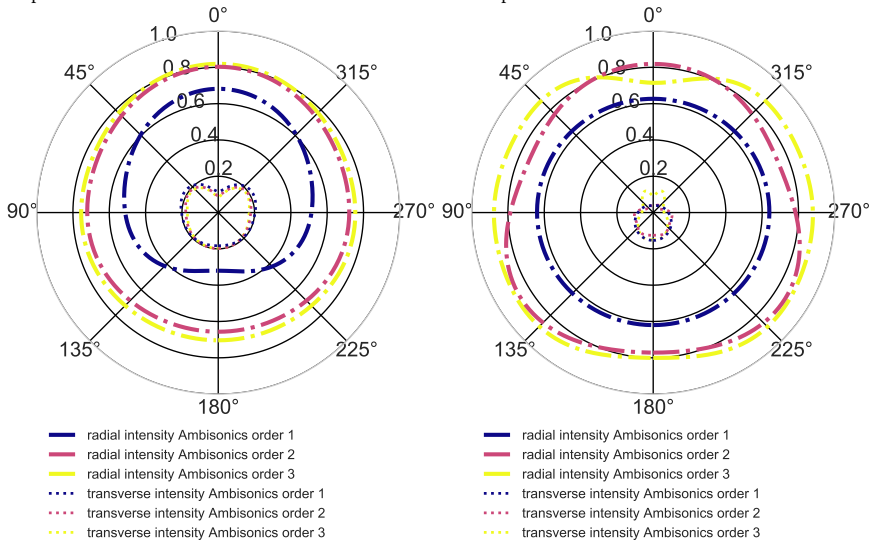 0°
0°
1.0
1.0
0.8
0.8
45°
315°
45°
315°
0.6
0.6
0.4
0.4
0.2
0.2
90°
270°
90°
270°
135°
225°
135°
225°
180°
180°
radial intensity Ambisonics order 1
radial intensity Ambisonics order 2
radial intensity Ambisonics order 3
transverse intensity Ambisonics order 1
transverse intensity Ambisonics order 2
transverse intensity Ambisonics order 3
radial intensity Ambisonics order 1
radial intensity Ambisonics order 2
radial intensity Ambisonics order 3
transverse intensity Ambisonics order 1
transverse intensity Ambisonics order 2
transverse intensity Ambisonics order 3